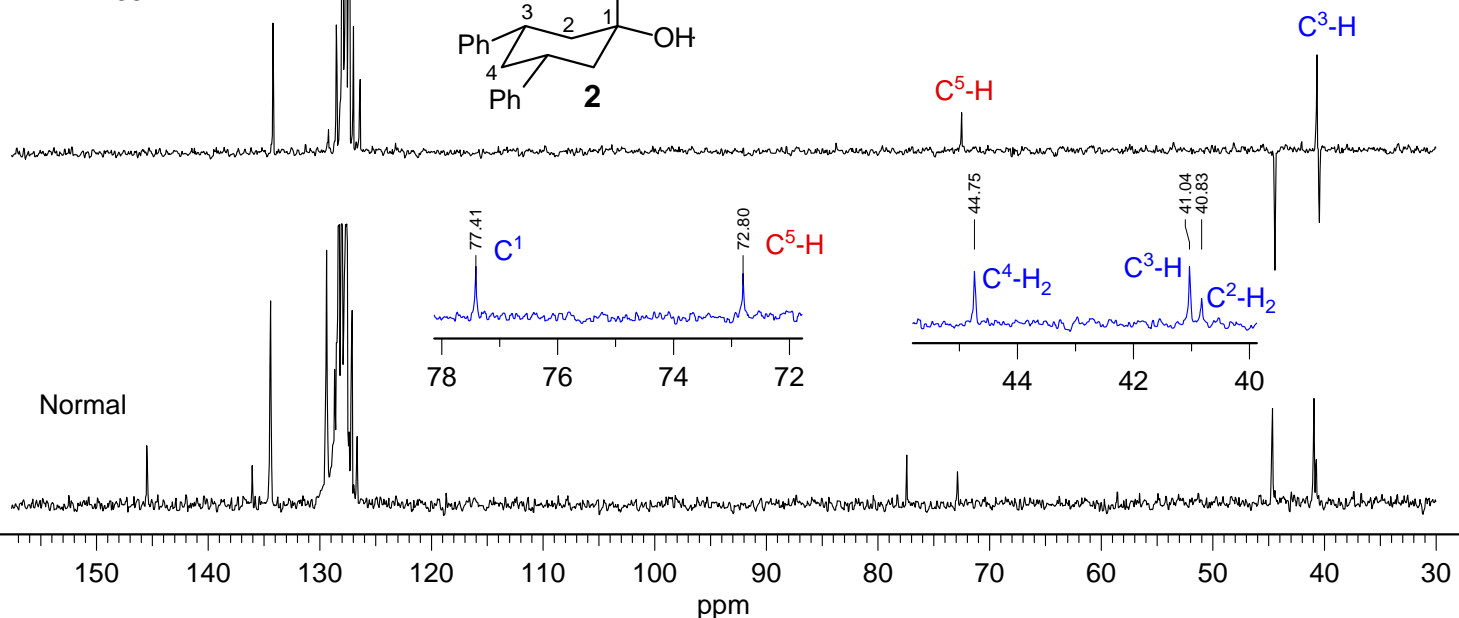 3
2
1
OH
Ph
4
Ph
2
C³-H
C⁵-H
77.41
C¹
72.80
C⁵-H
44.75
C⁴-H₂
41.04
40.83
C³-H
C²-H₂
78 76 74 72
44 42 40
Normal
150 140 130 120 110 100 90 80 70 60 50 40 30
ppm